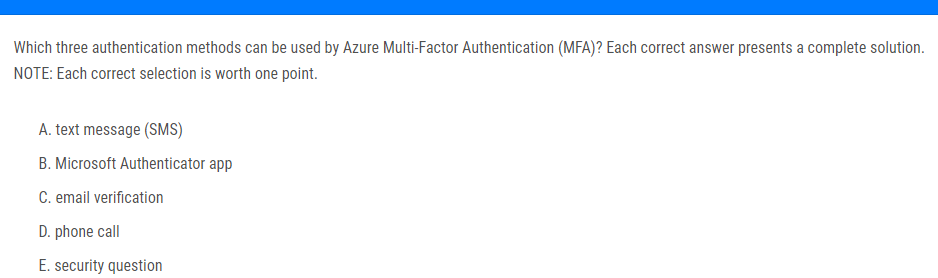 Which three authentication methods can be used by Azure Multi-Factor Authentication (MFA)? Each correct answer presents a complete solution.
NOTE: Each correct selection is worth one point.
A. text message (SMS)
B. Microsoft Authenticator app
C. email verification
D. phone call
E. security question